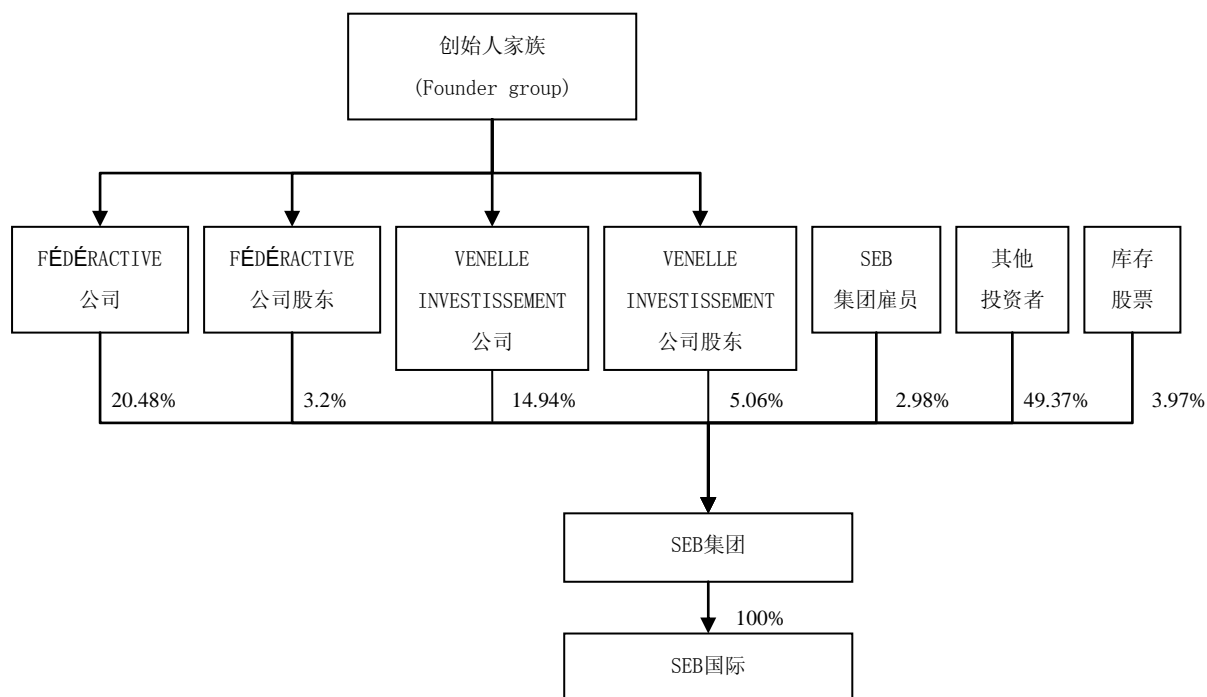 创始人家族
(Founder group)
FÉDÉRACTIVE
公司
FÉDÉRACTIVE
公司股东
VENELLE
INVESTISSEMENT
公司
VENELLE
INVESTISSEMENT
公司股东
SEB
集团雇员
其他
投资者
库存
股票
20.48%
3.2%
14.94%
5.06%
2.98%
49.37%
3.97%
SEB集团
100%
SEB国际